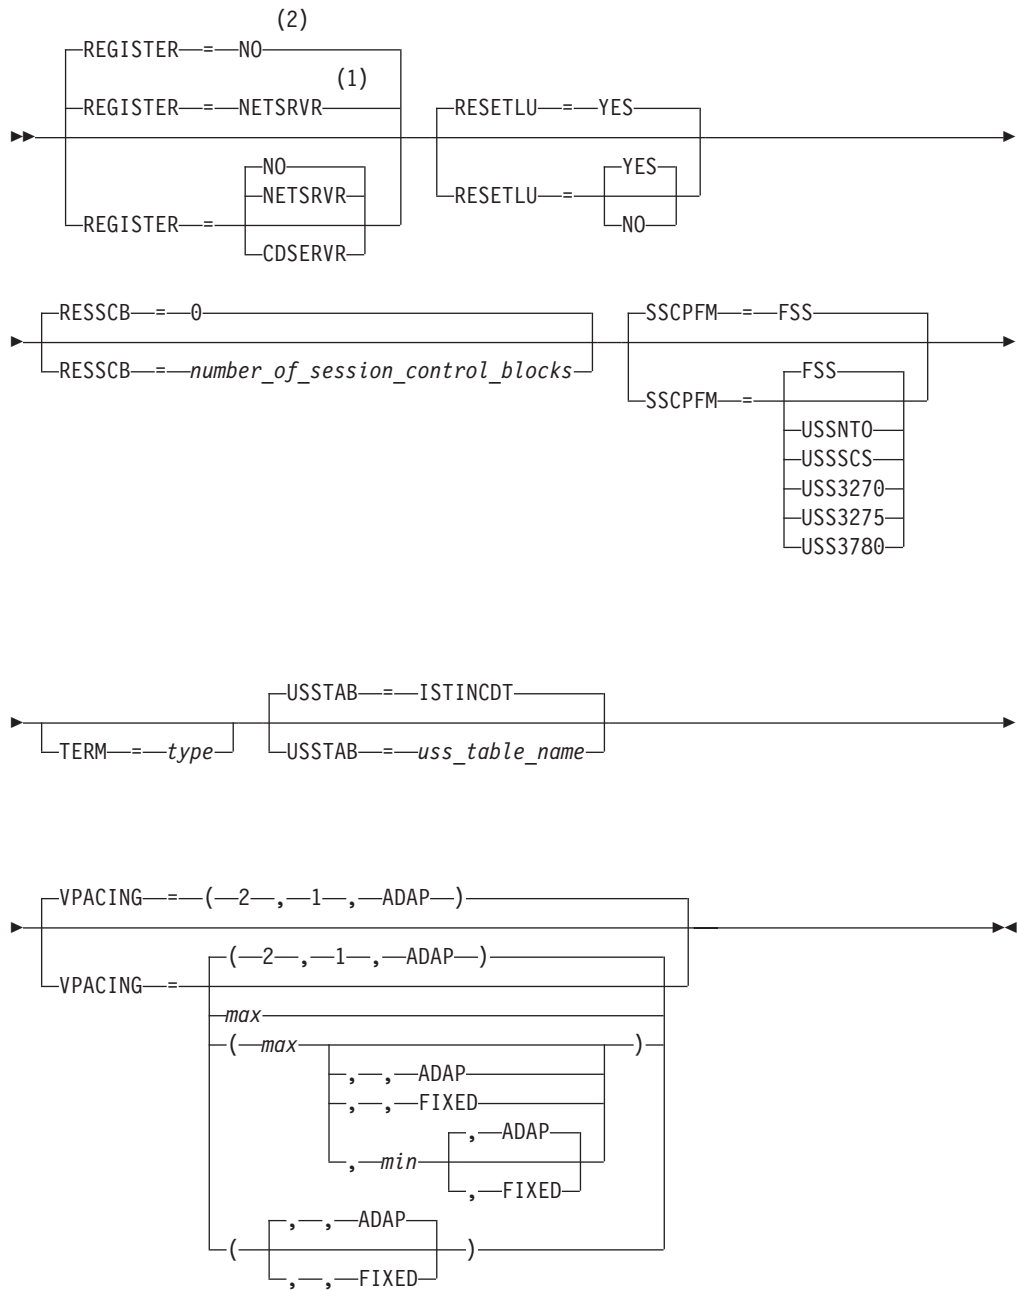 (2)
REGISTER = NO
(1)
REGISTER = NETSRVR
RESETLU = YES
NO
YES
NETSRVR
RESETLU =
REGISTER =
NO
CDSERVR
RESSCB = 0
SSCPFM = FSS
RESSCB = number_of_session_control_blocks
FSS
SSCPFM =
USSNTO
USSSCS
USS3270
USS3275
USS3780
USSTAB = ISTINCDT
TERM = type
USSTAB = uss_table_name
VPACING = ( 2 , 1 , ADAP )
( 2 , 1 , ADAP )
VPACING =
max
( max )
, , ADAP
, , FIXED
, ADAP
, min
, FIXED
, , ADAP
( )
, , FIXED